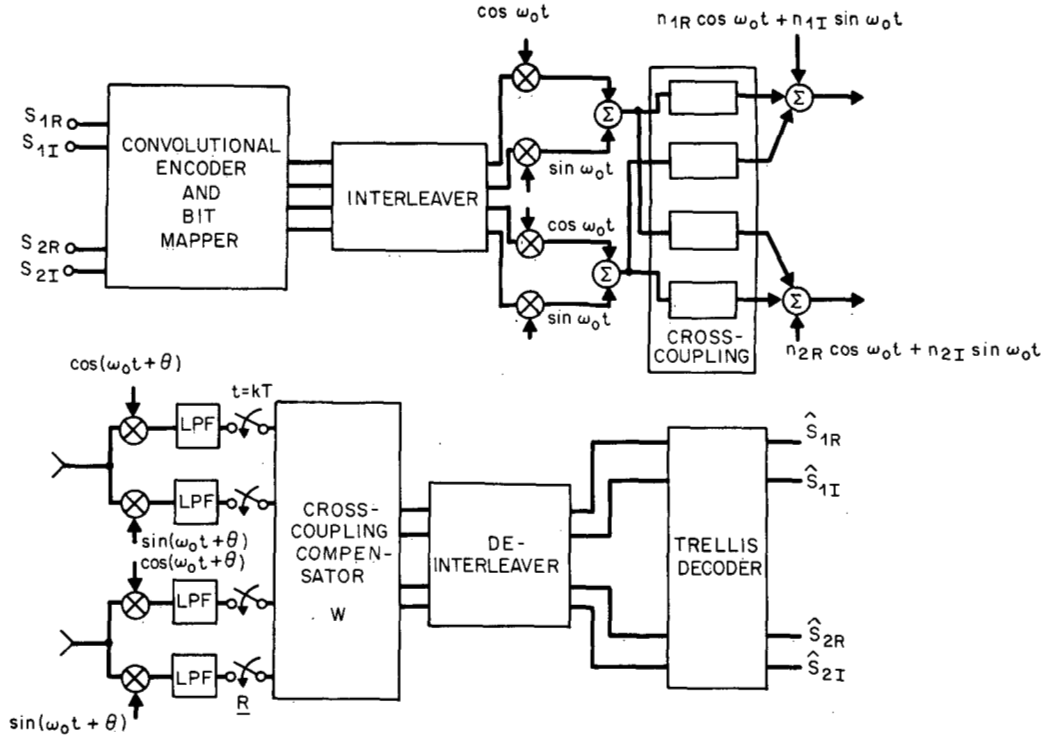 cos ω₀t
n₁R cos ω₀t + n₁I sin ω₀t
S₁R
S₁I
S₂R
S₂I
CONVOLUTIONAL
ENCODER
AND
BIT
MAPPER
INTERLEAVER
sin ω₀t
cos ω₀t
sin ω₀t
Σ
Σ
Σ
Σ
CROSS-
COUPLING
n₂R cos ω₀t + n₂I sin ω₀t
cos(ω₀t + θ)
LPF
t=kT
LPF
sin(ω₀t + θ)
cos(ω₀t + θ)
LPF
LPF
R
sin(ω₀t + θ)
CROSS-
COUPLING
COMPEN-
SATOR
W
DE-
INTERLEAVER
TRELLIS
DECODER
Ŝ₁R
Ŝ₁I
Ŝ₂R
Ŝ₂I